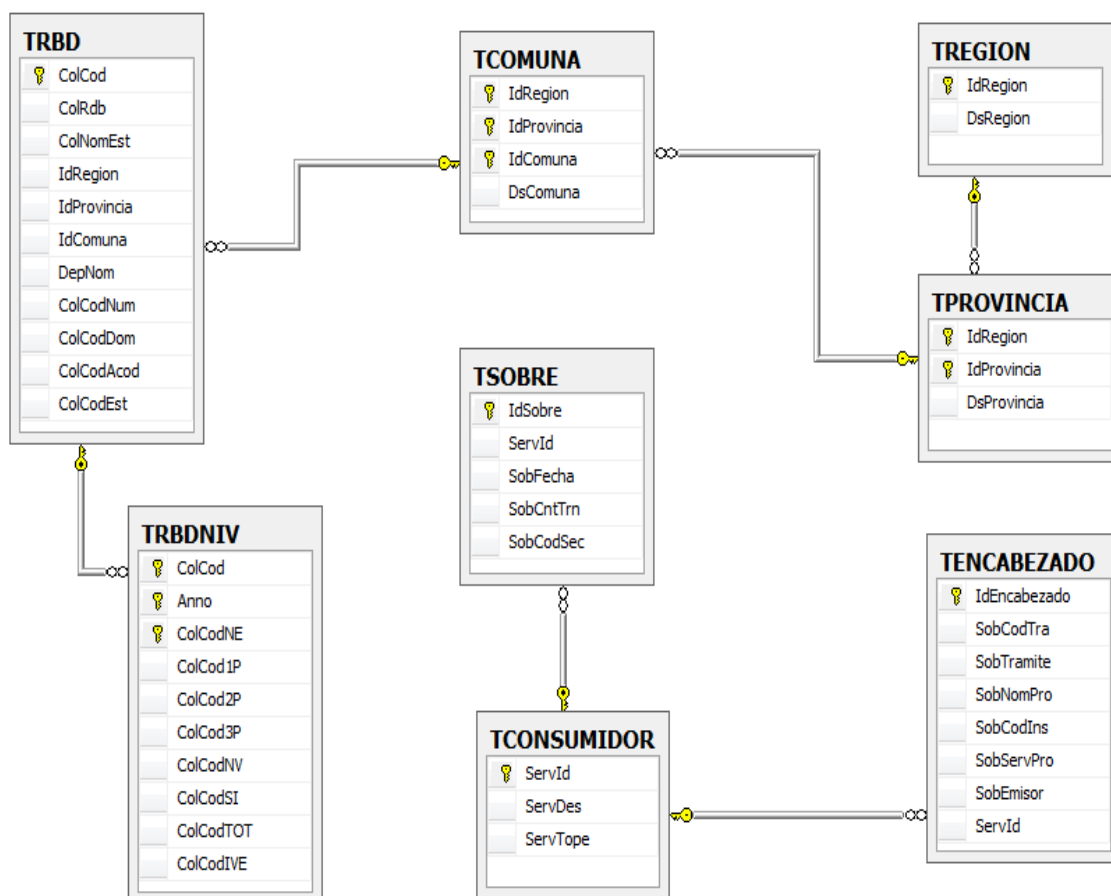 TRBD
ColCod
ColRdb
ColNomEst
IdRegion
IdProvincia
IdComuna
DepNom
ColCodNum
ColCodDom
ColCodAcod
ColCodEst
TCOMUNA
IdRegion
IdProvincia
IdComuna
DsComuna
TREGION
IdRegion
DsRegion
TPROVINCIA
IdRegion
IdProvincia
DsProvincia
TSOBRE
IdSobre
ServId
SobFecha
SobCntTrn
SobCodSec
TRBDNIV
ColCod
Anno
ColCodNE
ColCod1P
ColCod2P
ColCod3P
ColCodNV
ColCodSI
ColCodTOT
ColCodIVE
TCONSUMIDOR
ServId
ServDes
ServTope
TENCABEZADO
IdEncabezado
SobCodTra
SobTramite
SobNomPro
SobCodIns
SobServPro
SobEmisor
ServId